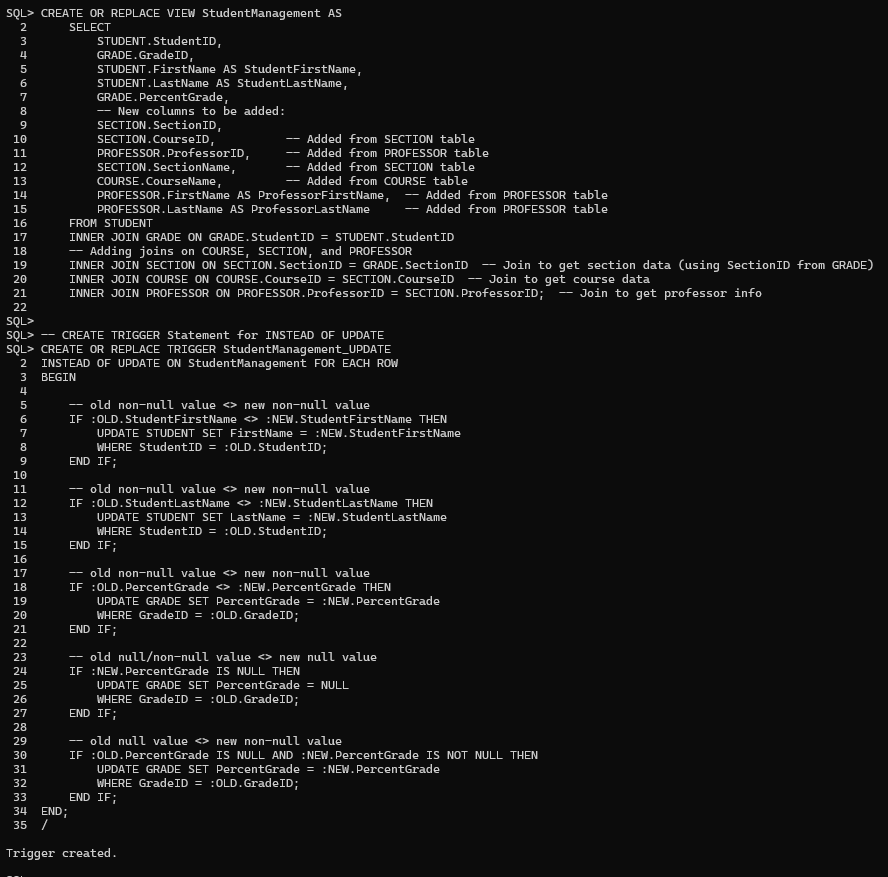 SQL> CREATE OR REPLACE VIEW StudentManagement AS
  2      SELECT
  3          STUDENT.StudentID,
  4          GRADE.GradeID,
  5          STUDENT.FirstName AS StudentFirstName,
  6          STUDENT.LastName AS StudentLastName,
  7          GRADE.PercentGrade,
  8          -- New columns to be added:
  9          SECTION.SectionID,
 10          SECTION.CourseID,          -- Added from SECTION table
 11          PROFESSOR.ProfessorID,     -- Added from PROFESSOR table
 12          SECTION.SectionName,       -- Added from SECTION table
 13          COURSE.CourseName,         -- Added from COURSE table
 14          PROFESSOR.FirstName AS ProfessorFirstName,  -- Added from PROFESSOR table
 15          PROFESSOR.LastName AS ProfessorLastName     -- Added from PROFESSOR table
 16      FROM STUDENT
 17      INNER JOIN GRADE ON GRADE.StudentID = STUDENT.StudentID
 18      -- Adding joins on COURSE, SECTION, and PROFESSOR
 19      INNER JOIN SECTION ON SECTION.SectionID = GRADE.SectionID  -- Join to get section data (using SectionID from GRADE)
 20      INNER JOIN COURSE ON COURSE.CourseID = SECTION.CourseID  -- Join to get course data
 21      INNER JOIN PROFESSOR ON PROFESSOR.ProfessorID = SECTION.ProfessorID;  -- Join to get professor info
 22
SQL>
SQL> -- CREATE TRIGGER Statement for INSTEAD OF UPDATE
SQL> CREATE OR REPLACE TRIGGER StudentManagement_UPDATE
  2  INSTEAD OF UPDATE ON StudentManagement FOR EACH ROW
  3  BEGIN
  4
  5      -- old non-null value <> new non-null value
  6      IF :OLD.StudentFirstName <> :NEW.StudentFirstName THEN
  7          UPDATE STUDENT SET FirstName = :NEW.StudentFirstName
  8          WHERE StudentID = :OLD.StudentID;
  9      END IF;
 10
 11      -- old non-null value <> new non-null value
 12      IF :OLD.StudentLastName <> :NEW.StudentLastName THEN
 13          UPDATE STUDENT SET LastName = :NEW.StudentLastName
 14          WHERE StudentID = :OLD.StudentID;
 15      END IF;
 16
 17      -- old non-null value <> new non-null value
 18      IF :OLD.PercentGrade <> :NEW.PercentGrade THEN
 19          UPDATE GRADE SET PercentGrade = :NEW.PercentGrade
 20          WHERE GradeID = :OLD.GradeID;
 21      END IF;
 22
 23      -- old null/non-null value <> new null value
 24      IF :NEW.PercentGrade IS NULL THEN
 25          UPDATE GRADE SET PercentGrade = NULL
 26          WHERE GradeID = :OLD.GradeID;
 27      END IF;
 28
 29      -- old null value <> new non-null value
 30      IF :OLD.PercentGrade IS NULL AND :NEW.PercentGrade IS NOT NULL THEN
 31          UPDATE GRADE SET PercentGrade = :NEW.PercentGrade
 32          WHERE GradeID = :OLD.GradeID;
 33      END IF;
 34  END;
 35  /
Trigger created.